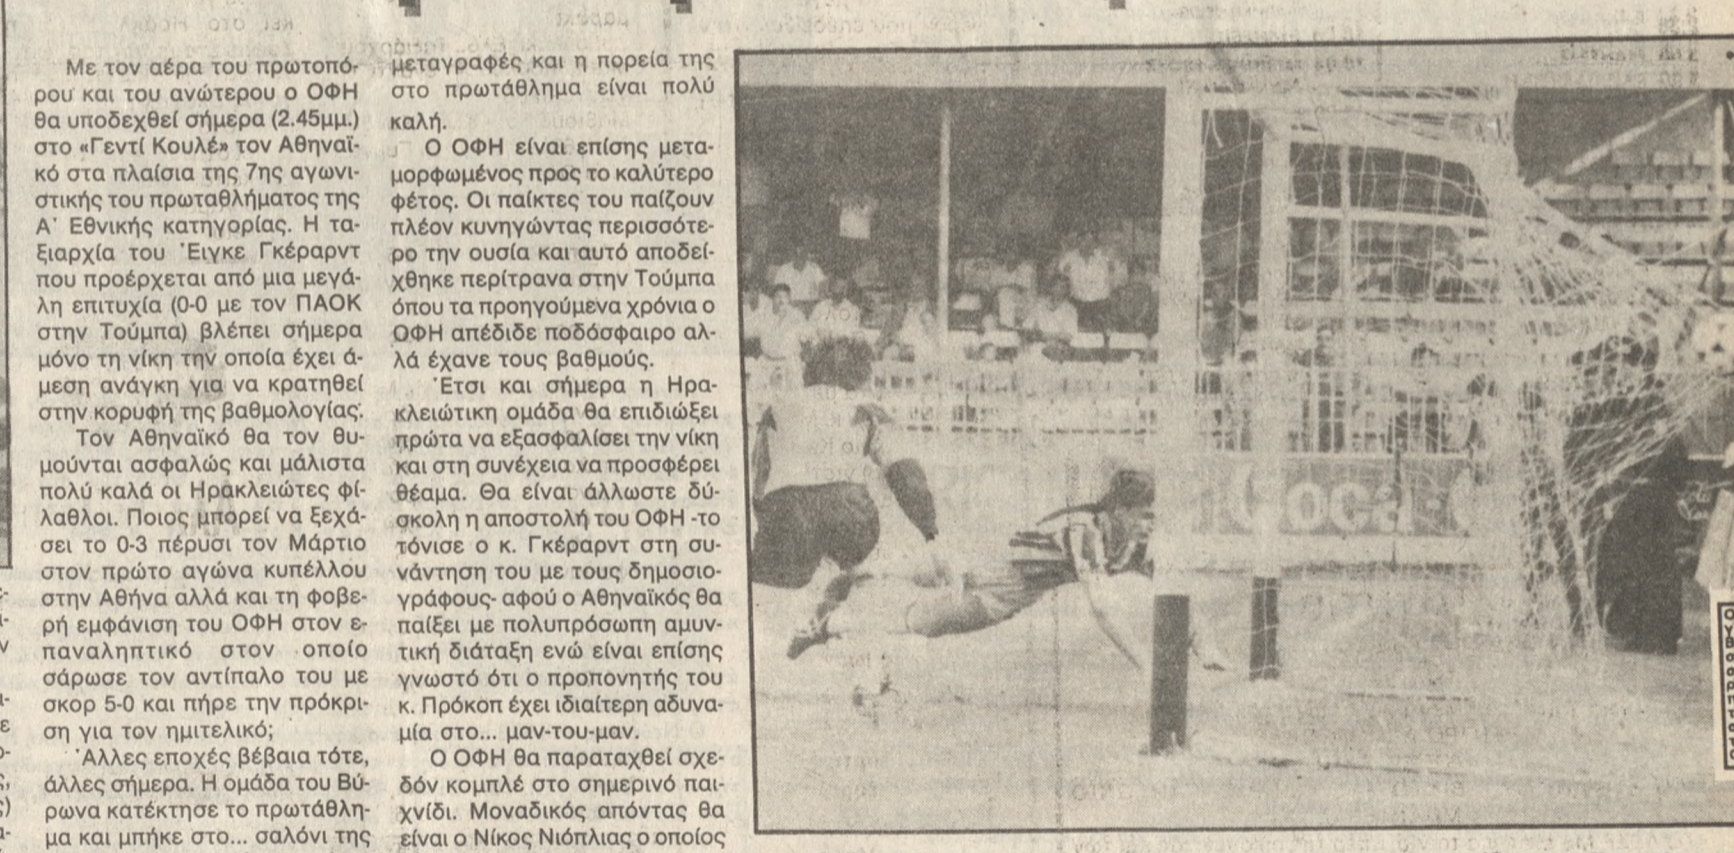 Με τον αέρα του πρωτοπό-
ρου και του ανώτερου ο ΟΦΗ
θα υποδεχθεί σήμερα (2.45μμ.)
στο «Γεντί Κουλέ» τον Αθηναϊ-
κό στα πλαίσια της 7ης αγωνι-
στικής του πρωταθλήματος της
Α΄ Εθνικής κατηγορίας. Η τα-
ξιαρχία του Έιγκε Γκέραρντ
που προέρχεται από μια μεγά-
λη επιτυχία (0-0 με τον ΠΑΟΚ
στην Τούμπα) βλέπει σήμερα
μόνο τη νίκη την οποία έχει ά-
μεση ανάγκη για να κρατηθεί
στην κορυφή της βαθμολογίας.
Τον Αθηναϊκό θα τον θυ-
μούνται ασφαλώς και μάλιστα
πολύ καλά οι Ηρακλειώτες φί-
λαθλοι. Ποιος μπορεί να ξεχά-
σει το 0-3 πέρυσι τον Μάρτιο
στον πρώτο αγώνα κυπέλλου
στην Αθήνα αλλά και τη φοβε-
ρή εμφάνιση του ΟΦΗ στον ε-
παναληπτικό στον οποίο
σάρωσε τον αντίπαλο του με
σκορ 5-0 και πήρε την πρόκρι-
ση για τον ημιτελικό;
Άλλες εποχές βέβαια τότε,
άλλες σήμερα. Η ομάδα του Βύ-
ρωνα κατέκτησε το πρωτάθλη-
μα και μπήκε στο... σαλόνι της
μεταγραφές και η πορεία της
στο πρωτάθλημα είναι πολύ
καλή.
Ο ΟΦΗ είναι επίσης μετα-
μορφωμένος προς το καλύτερο
φέτος. Οι παίκτες του παίζουν
πλέον κυνηγώντας περισσότε-
ρο την ουσία και αυτό αποδεί-
χθηκε περίτρανα στην Τούμπα
όπου τα προηγούμενα χρόνια ο
ΟΦΗ απέδιδε ποδόσφαιρο αλ-
λά έχανε τους βαθμούς.
Έτσι και σήμερα η Ηρα-
κλειώτικη ομάδα θα επιδιώξει
πρώτα να εξασφαλίσει την νίκη
και στη συνέχεια να προσφέρει
θέαμα. Θα είναι άλλωστε δύ-
σκολη η αποστολή του ΟΦΗ -το
τόνισε ο κ. Γκέραρντ στη συ-
νάντηση του με τους δημοσιο-
γράφους- αφού ο Αθηναϊκός θα
παίξει με πολυπρόσωπη αμυν-
τική διάταξη ενώ είναι επίσης
γνωστό ότι ο προπονητής του
κ. Πρόκοπ έχει ιδιαίτερη αδυνα-
μία στο... μαν-του-μαν.
Ο ΟΦΗ θα παραταχθεί σχε-
δόν κομπλέ στο σημερινό παι-
χνίδι. Μοναδικός απόντας θα
είναι ο Νίκος Νιόπλιας ο οποίος
Coca-C